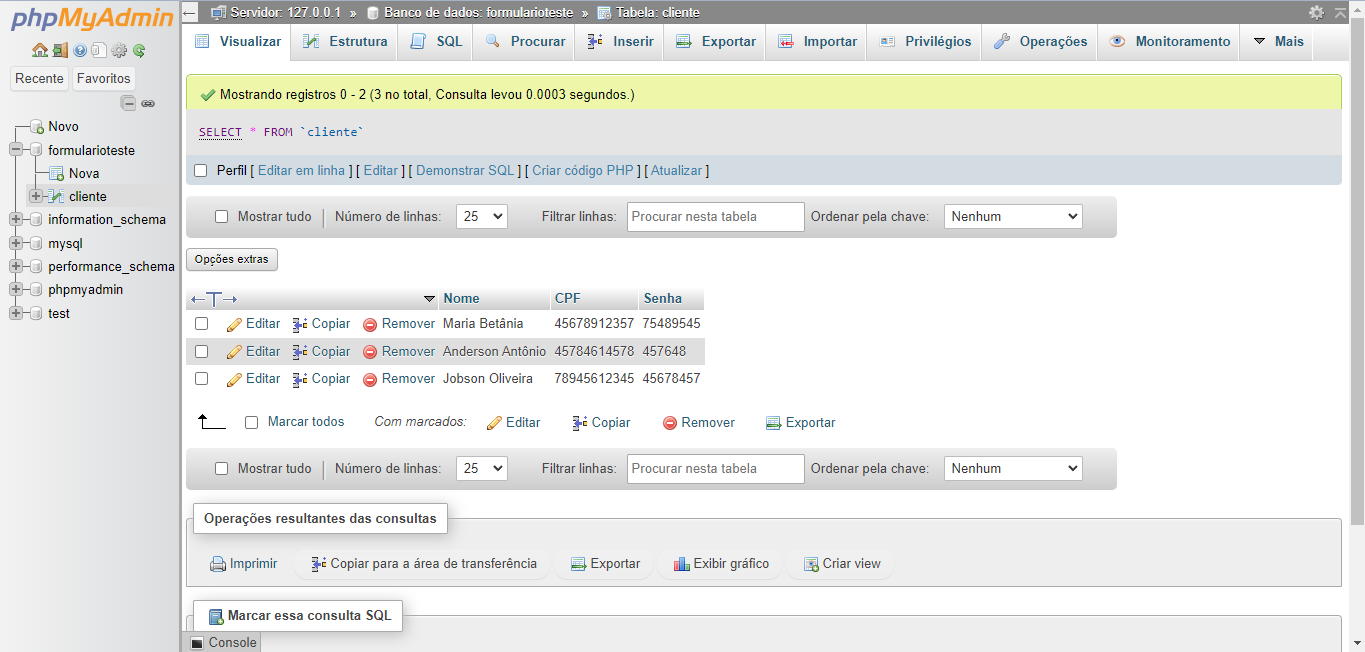 phpMyAdmin
Recente Favoritos
Novo
formularioteste
Nova
cliente
information_schema
mysql
performance_schema
phpmyadmin
test
Servidor: 127.0.0.1 » Banco de dados: formularioteste » Tabela: cliente
Visualizar Estrutura SQL Procurar Inserir Exportar Importar Privilégios Operações Monitoramento Mais
Mostrando registros 0 - 2 (3 no total, Consulta levou 0.0003 segundos.)
SELECT * FROM `cliente`
Perfil [ Editar em linha ] [ Editar ] [ Demonstrar SQL ] [ Criar código PHP ] [ Atualizar ]
Mostrar tudo Número de linhas: 25 Filtrar linhas: Procurar nesta tabela Ordenar pela chave: Nenhum
Opções extras
Nome CPF Senha
Editar Copiar Remover Maria Betânia 45678912357 75489545
Editar Copiar Remover Anderson Antônio 45784614578 457648
Editar Copiar Remover Jobson Oliveira 78945612345 45678457
Marcar todos Com marcados: Editar Copiar Remover Exportar
Mostrar tudo Número de linhas: 25 Filtrar linhas: Procurar nesta tabela Ordenar pela chave: Nenhum
Operações resultantes das consultas
Imprimir Copiar para a área de transferência Exportar Exibir gráfico Criar view
Marcar essa consulta SQL
Console